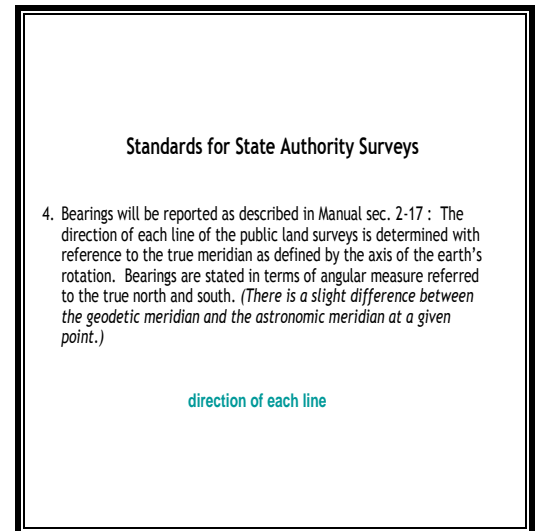 Standards for State Authority Surveys
4. Bearings will be reported as described in Manual sec. 2-17 : The
direction of each line of the public land surveys is determined with
reference to the true meridian as defined by the axis of the earth's
rotation. Bearings are stated in terms of angular measure referred
to the true north and south. (There is a slight difference between
the geodetic meridian and the astronomic meridian at a given
point.)
direction of each line